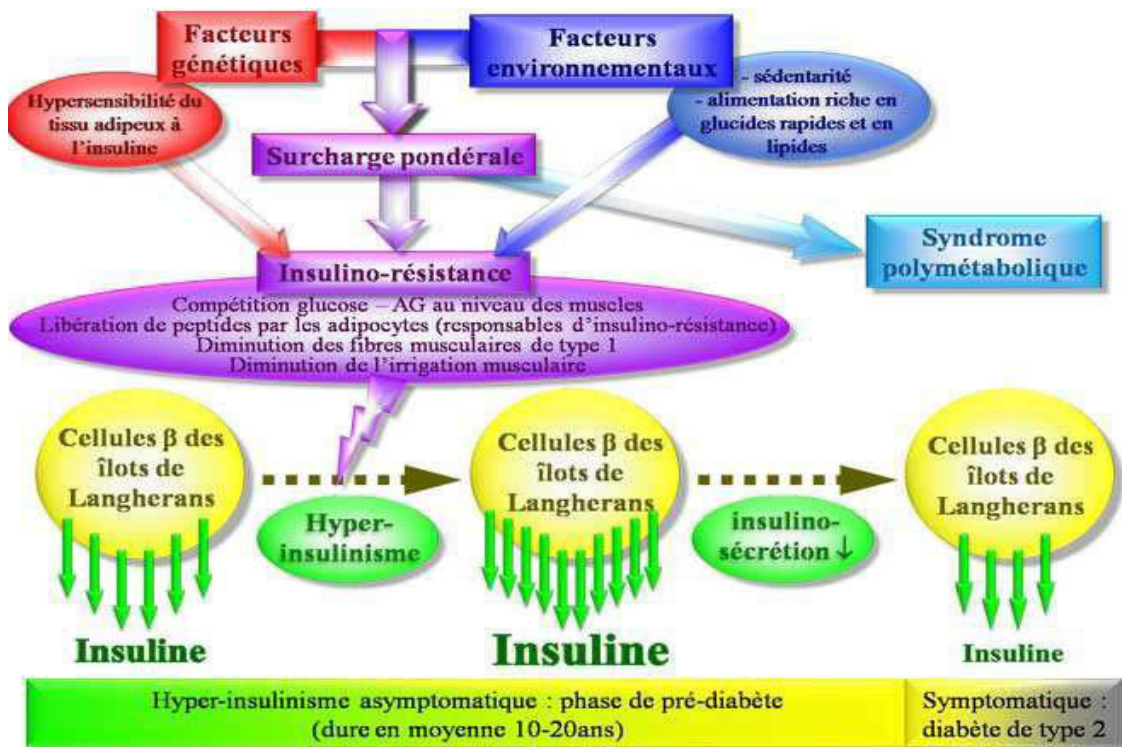 Facteurs
génétiques
Facteurs
environnementaux
Hypersensibilité du
tissu adipeux à
l'insuline
- sédentarité
- alimentation riche en
glucides rapides et en
lipides
Surcharge pondérale
Syndrome
polymétabolique
Insulino-résistance
Compétition glucose – AG au niveau des muscles
Libération de peptides par les adipocytes (responsables d'insulino-résistance)
Diminution des fibres musculaires de type 1
Diminution de l'irrigation musculaire
Cellules β des
îlots de
Langherans
Hyper-
insulinisme
Cellules β des
îlots de
Langherans
insulino-
sécrétion ↓
Cellules β des
îlots de
Langherans
Insuline
Insuline
Insuline
Hyper-insulinisme asymptomatique : phase de pré-diabète
(dure en moyenne 10-20ans)
Symptomatique :
diabète de type 2